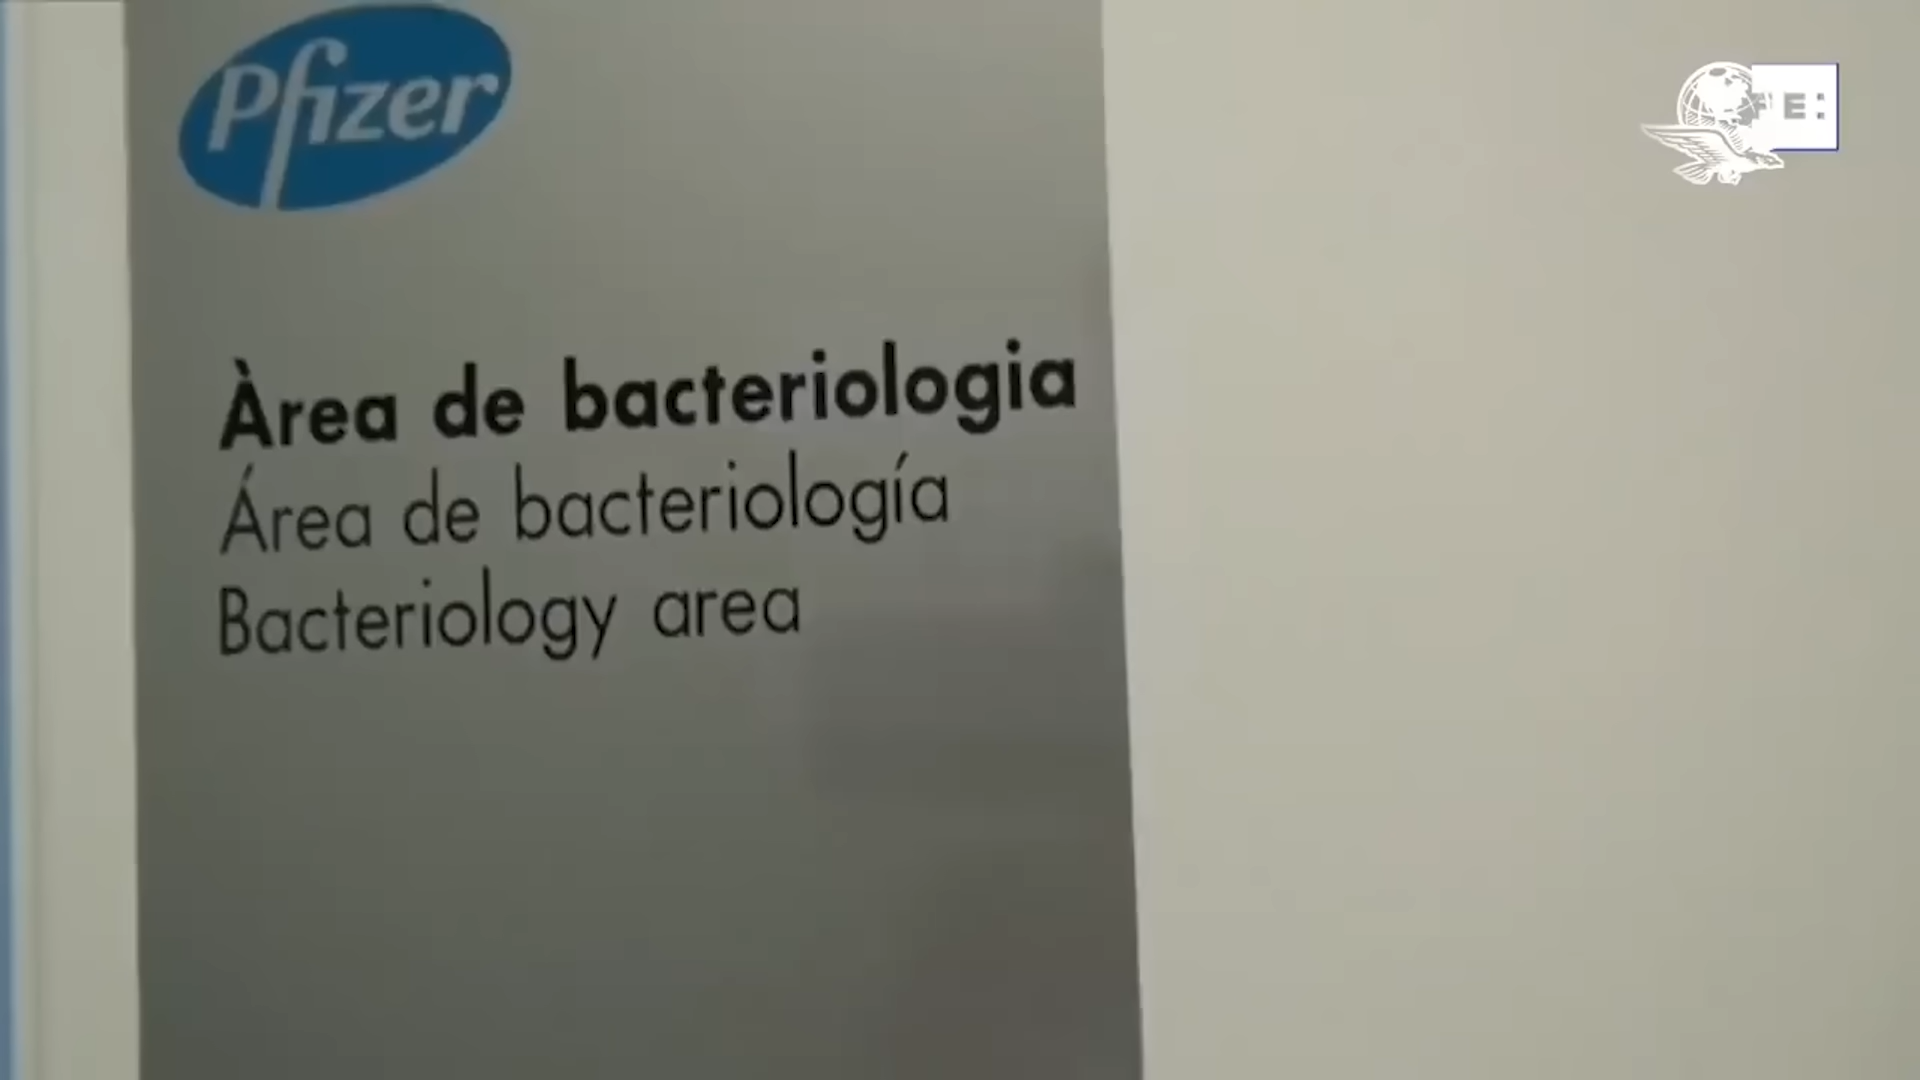 Pfizer
Àrea de bacteriologia
Área de bacteriología
Bacteriology area